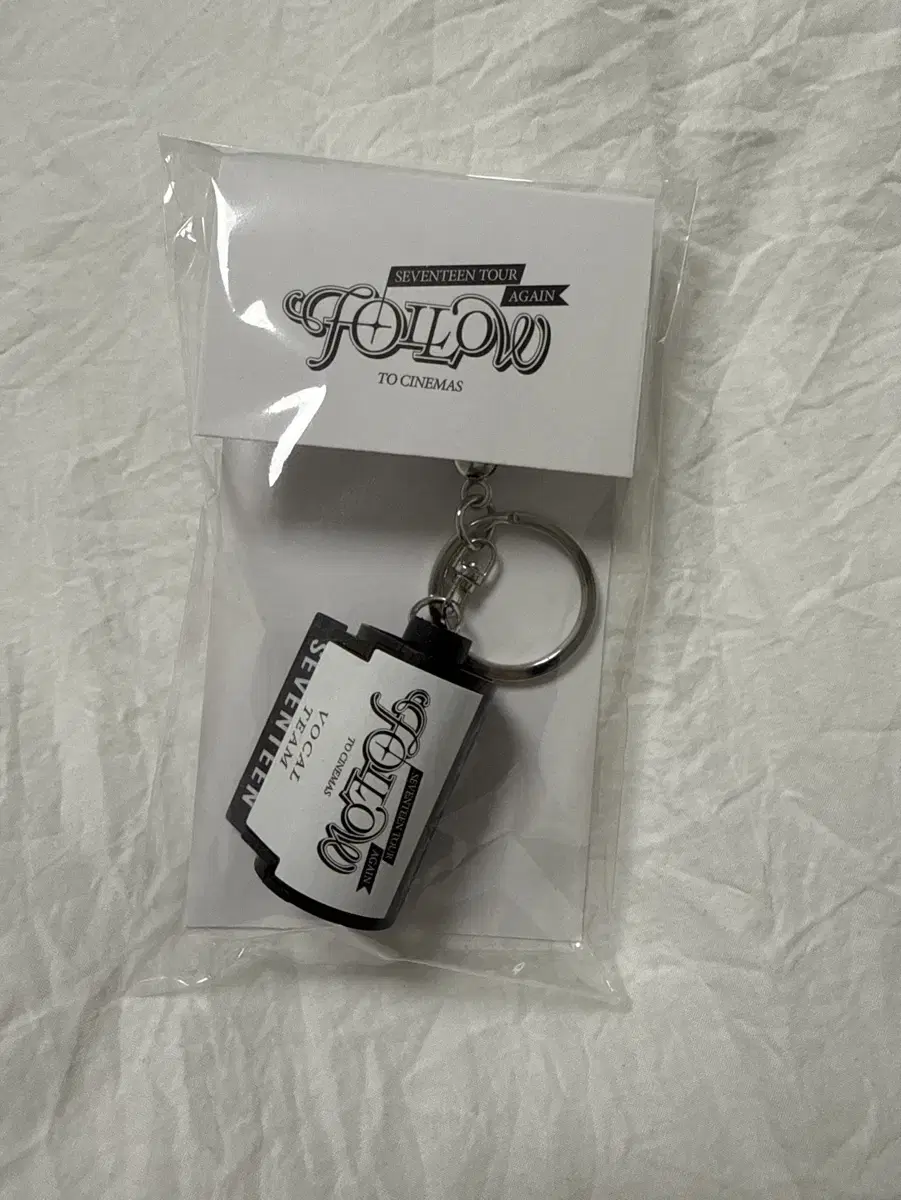 SEVENTEEN TOUR
AGAIN
FOLLOW
TO CINEMAS
SEVENTEEN
VOCAL
TEAM
SEVENTEEN TOUR
AGAIN
FOLLOW
TO CINEMAS